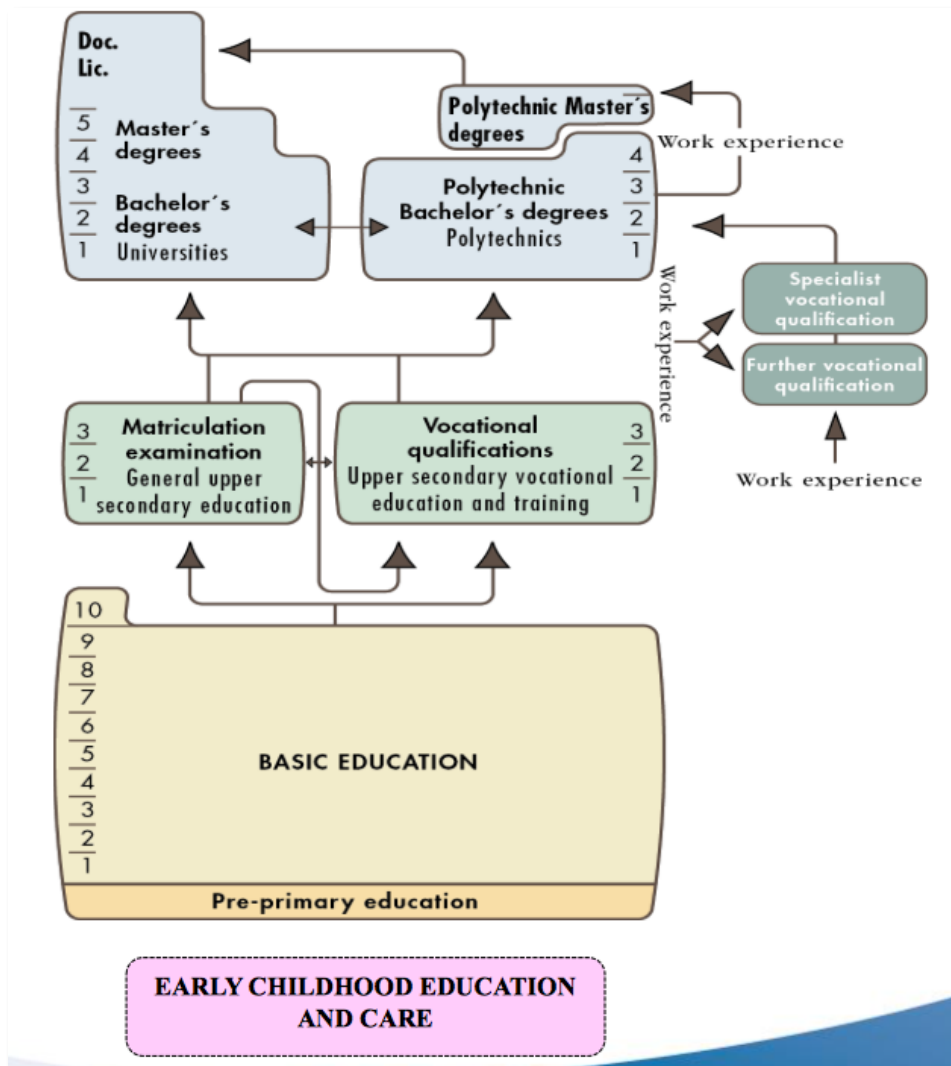 Doc.
Lic.
5
4
3
2
1
Master´s
degrees
Bachelor´s
degrees
Universities
Polytechnic Master´s
degrees
Work experience
Polytechnic
Bachelor´s degrees
Polytechnics
4
3
2
1
Work experience
Specialist
vocational
qualification
Further vocational
qualification
Work experience
3
2
1
Matriculation
examination
General upper
secondary education
Vocational
qualifications
Upper secondary vocational
education and training
3
2
1
10
9
8
7
6
5
4
3
2
1
BASIC EDUCATION
Pre-primary education
EARLY CHILDHOOD EDUCATION
AND CARE